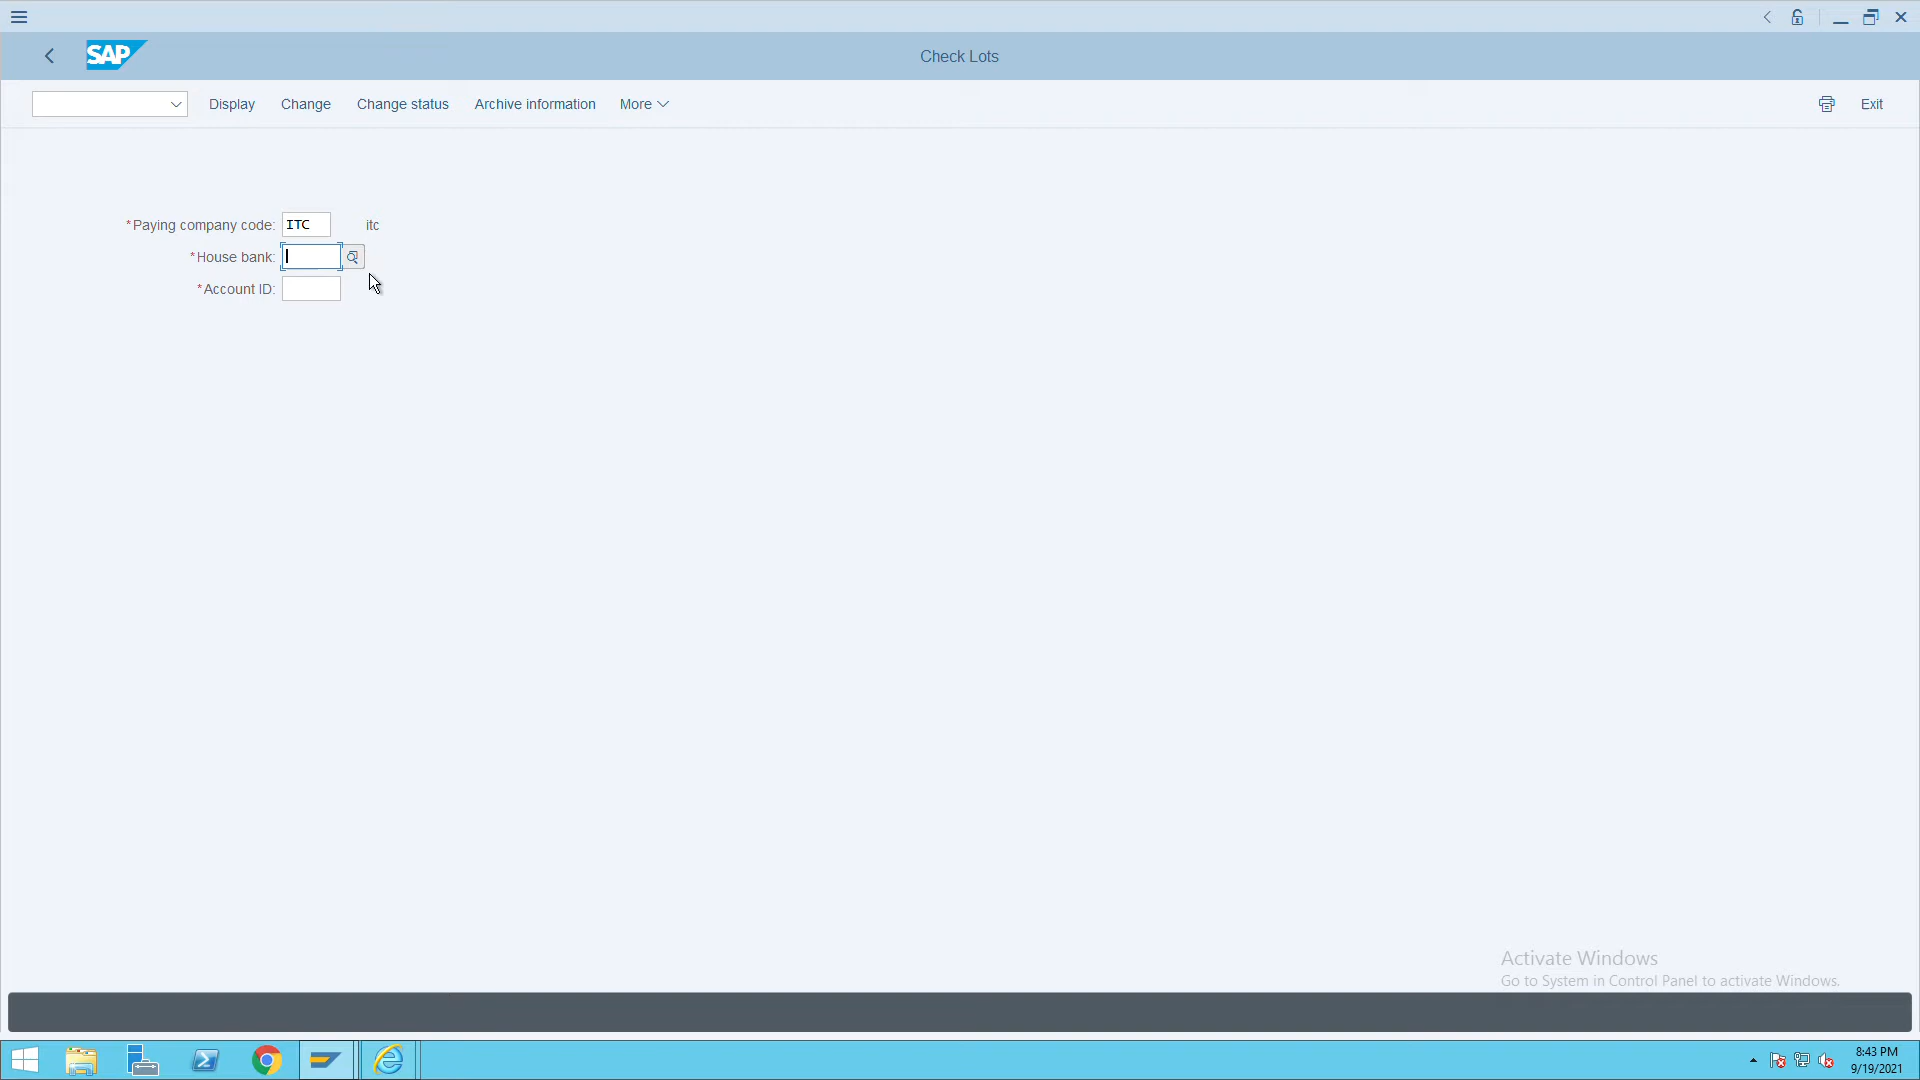 SAP
Check Lots
Display Change Change status Archive information More Exit
*Paying company code: ITC itc
*House bank:
*Account ID:
Activate Windows
Go to System in Control Panel to activate Windows.
8:43 PM
9/19/2021